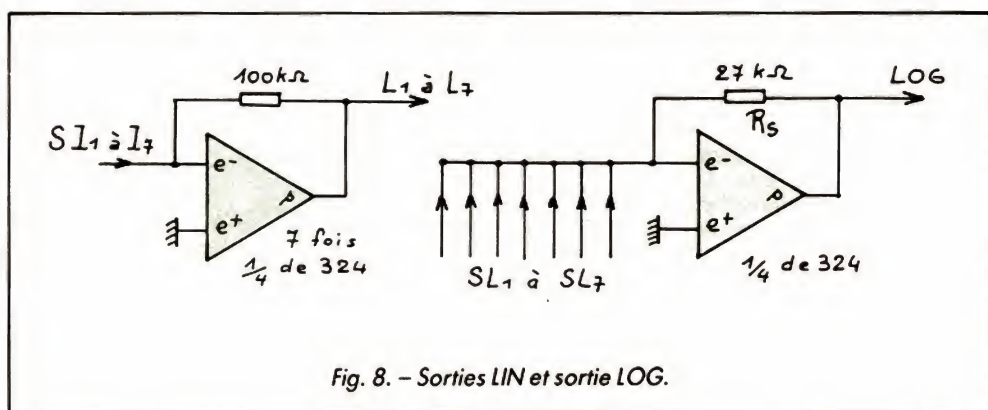 100kΩ
L1 à L7
SI1 à I7
e-
s
e+
7 fois
1/4 de 324
27 kΩ
RS
LOG
e-
s
e+
SL1 à SL7
1/4 de 324
Fig. 8. – Sorties LIN et sortie LOG.